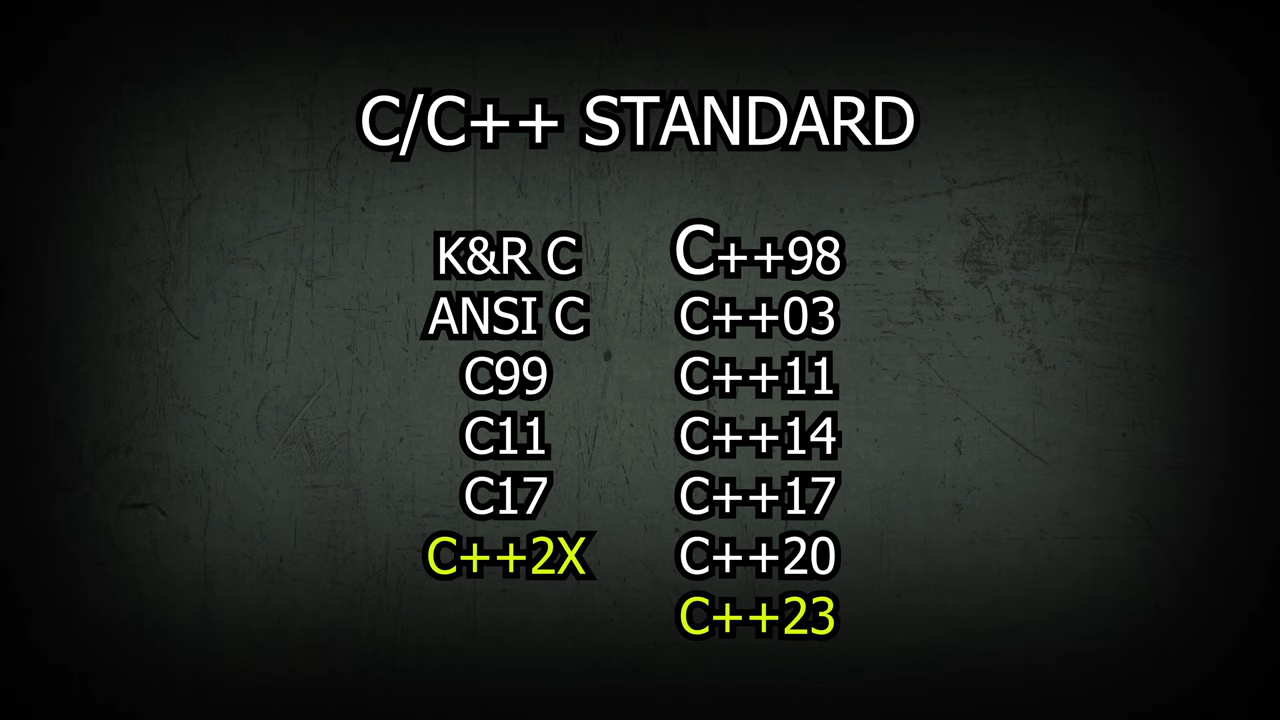 C/C++ STANDARD
K&R C
ANSI C
C99
C11
C17
C++2X
C++98
C++03
C++11
C++14
C++17
C++20
C++23